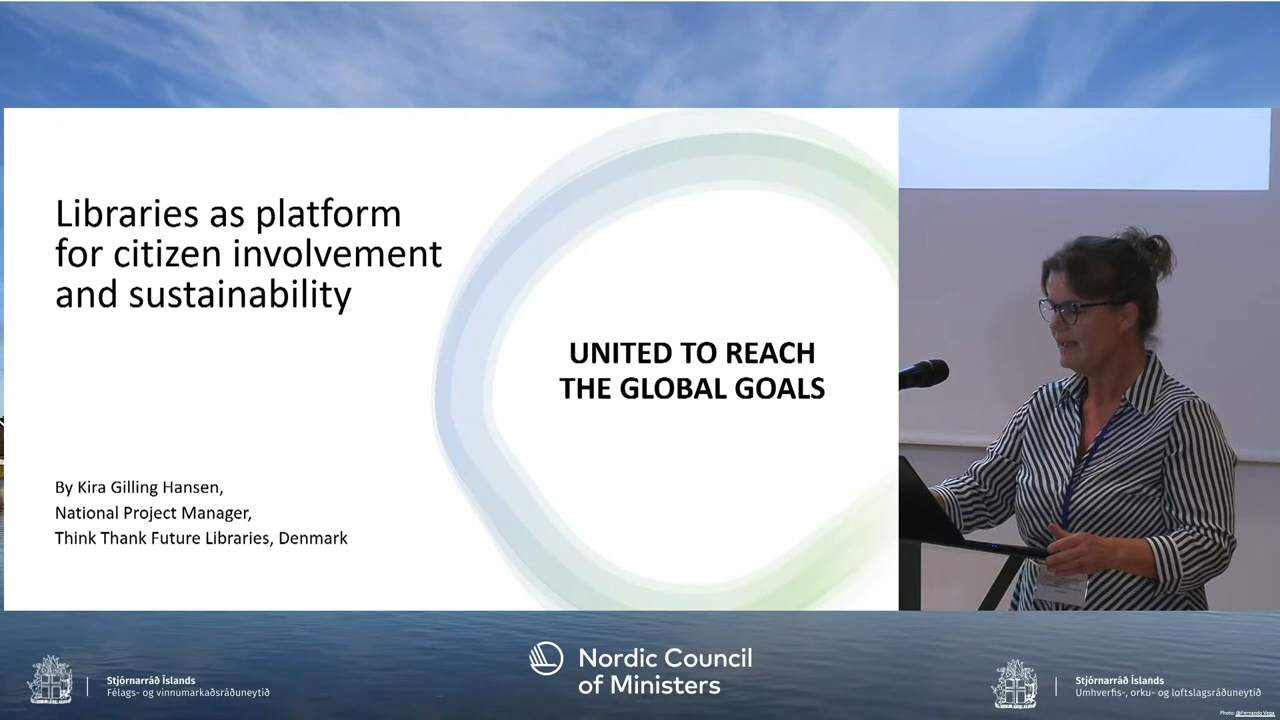 Libraries as platform
for citizen involvement
and sustainability
UNITED TO REACH
THE GLOBAL GOALS
By Kira Gilling Hansen,
National Project Manager,
Think Thank Future Libraries, Denmark
Stjórnarráð Íslands
Félags- og vinnumarkaðsráðuneytið
Nordic Council
of Ministers
Stjórnarráð Íslands
Umhverfis-, orku- og loftslagsráðuneytið
Photo: